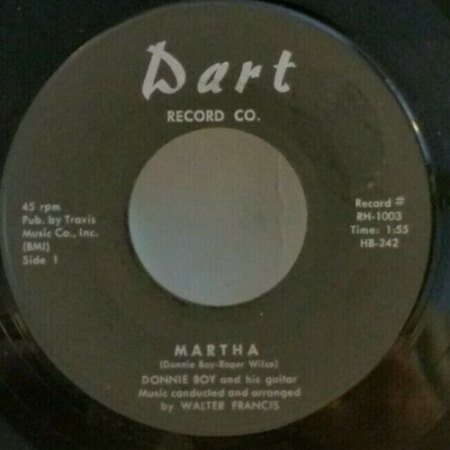 Dart
RECORD CO.
45 rpm
Pub. by Travis
Music Co., Inc.
(BMI)
Side 1
Record #
RH-1003
Time: 1:55
HB-242
MARTHA
(Donnie Boy-Roger Wilco)
DONNIE BOY and his guitar
Music conducted and arranged
by WALTER FRANCIS